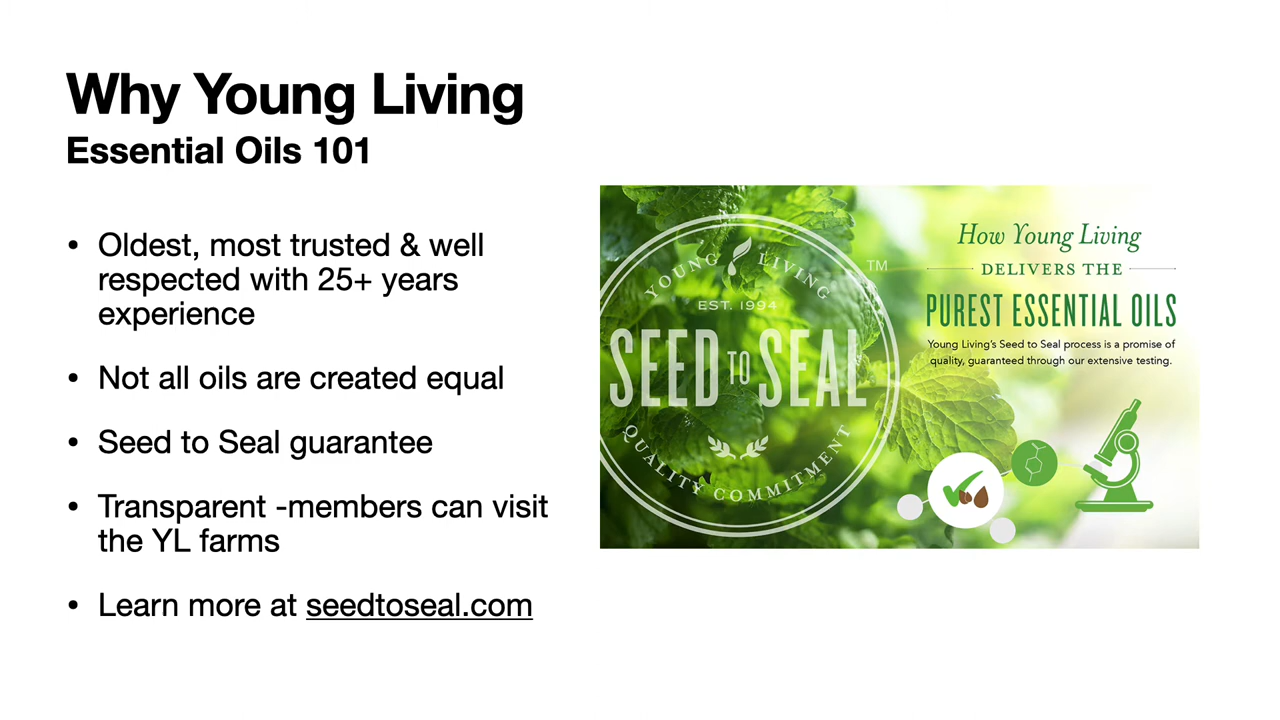 Why Young Living
Essential Oils 101
• Oldest, most trusted & well
respected with 25+ years
experience
• Not all oils are created equal
• Seed to Seal guarantee
• Transparent -members can visit
the YL farms
• Learn more at seedtoseal.com
YOUNG LIVING
TM
EST. 1994
SEED TO SEAL
QUALITY COMMITMENT
How Young Living
DELIVERS THE
PUREST ESSENTIAL OILS
Young Living's Seed to Seal process is a promise of
quality, guaranteed through our extensive testing.